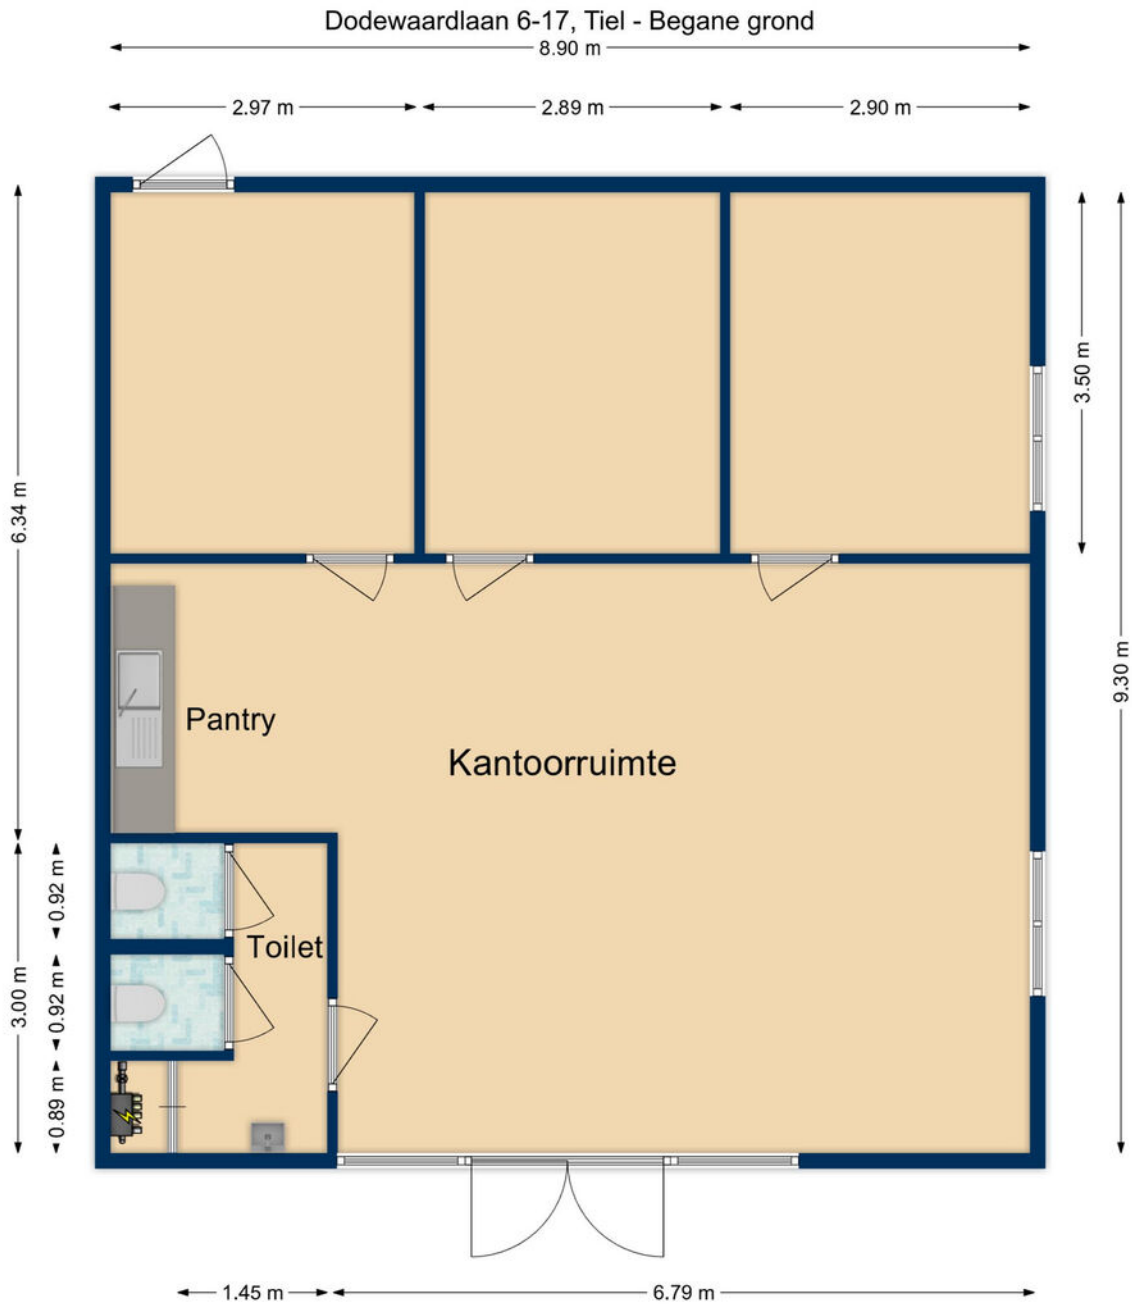 Dodewaardlaan 6-17, Tiel - Begane grond
8.90 m
2.97 m
2.89 m
2.90 m
3.50 m
6.34 m
9.30 m
Pantry
Kantoorruimte
0.92 m
Toilet
3.00 m
0.92 m
0.89 m
1.45 m
6.79 m